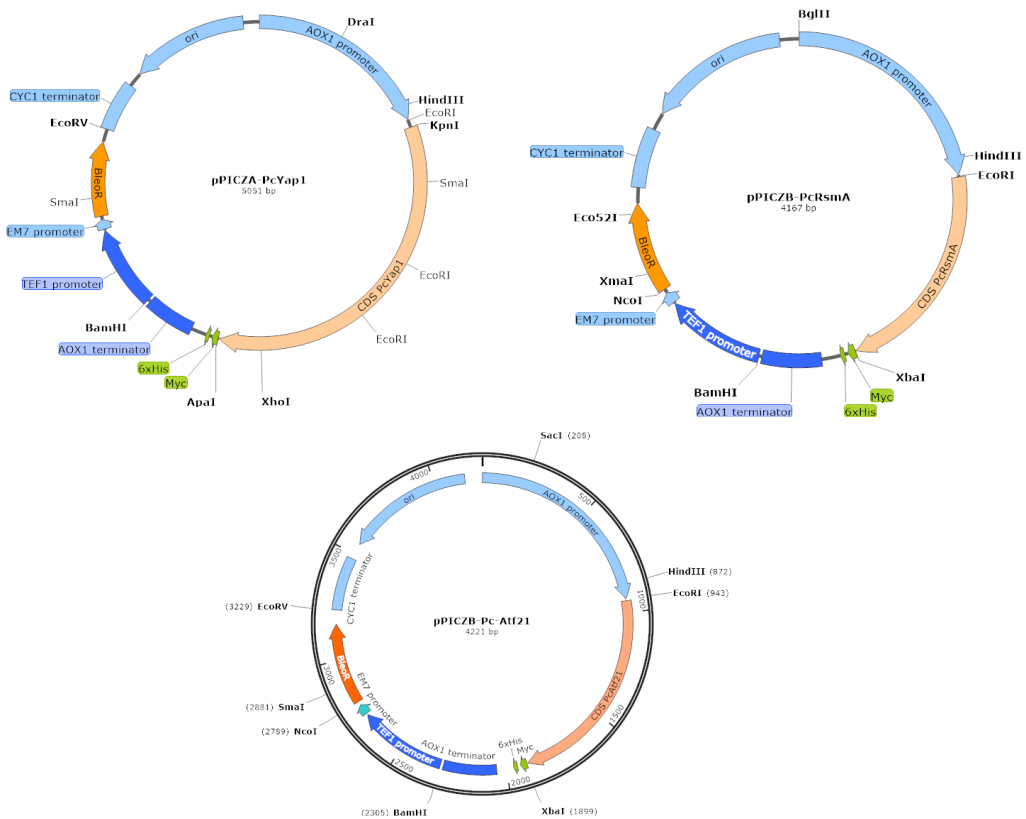 DraI
ori
AOX1 promoter
CYC1 terminator
HindIII
EcoRI
KpnI
EcoRV
BleoR
SmaI
SmaI
pPICZA-PcYap1
5051 bp
EM7 promoter
TEF1 promoter
EcoRI
CDS PcYap1
BamHI
EcoRI
AOX1 terminator
6xHis
Myc
ApaI
XhoI
BglII
ori
AOX1 promoter
CYC1 terminator
HindIII
EcoRI
pPICZB-PcRsmA
4167 bp
Eco52I
BleoR
XmaI
NcoI
CDS PcRsmA
EM7 promoter
TEF1 promoter
BamHI
XbaI
AOX1 terminator
Myc
6xHis
SacI (208)
4000
ori
AOX1 promoter
500
3500
CYC1 terminator
HindIII (872)
EcoRI (943)
1000
(3229) EcoRV
pPICZB-Pc-Atf21
4221 bp
BleoR
3000
EM7 promoter
CDS PcAtf21
(2881) SmaI
(2789) NcoI
1500
TEF1 promoter
AOX1 terminator
6xHis
Myc
2500
2000
(2305) BamHI
XbaI (1899)